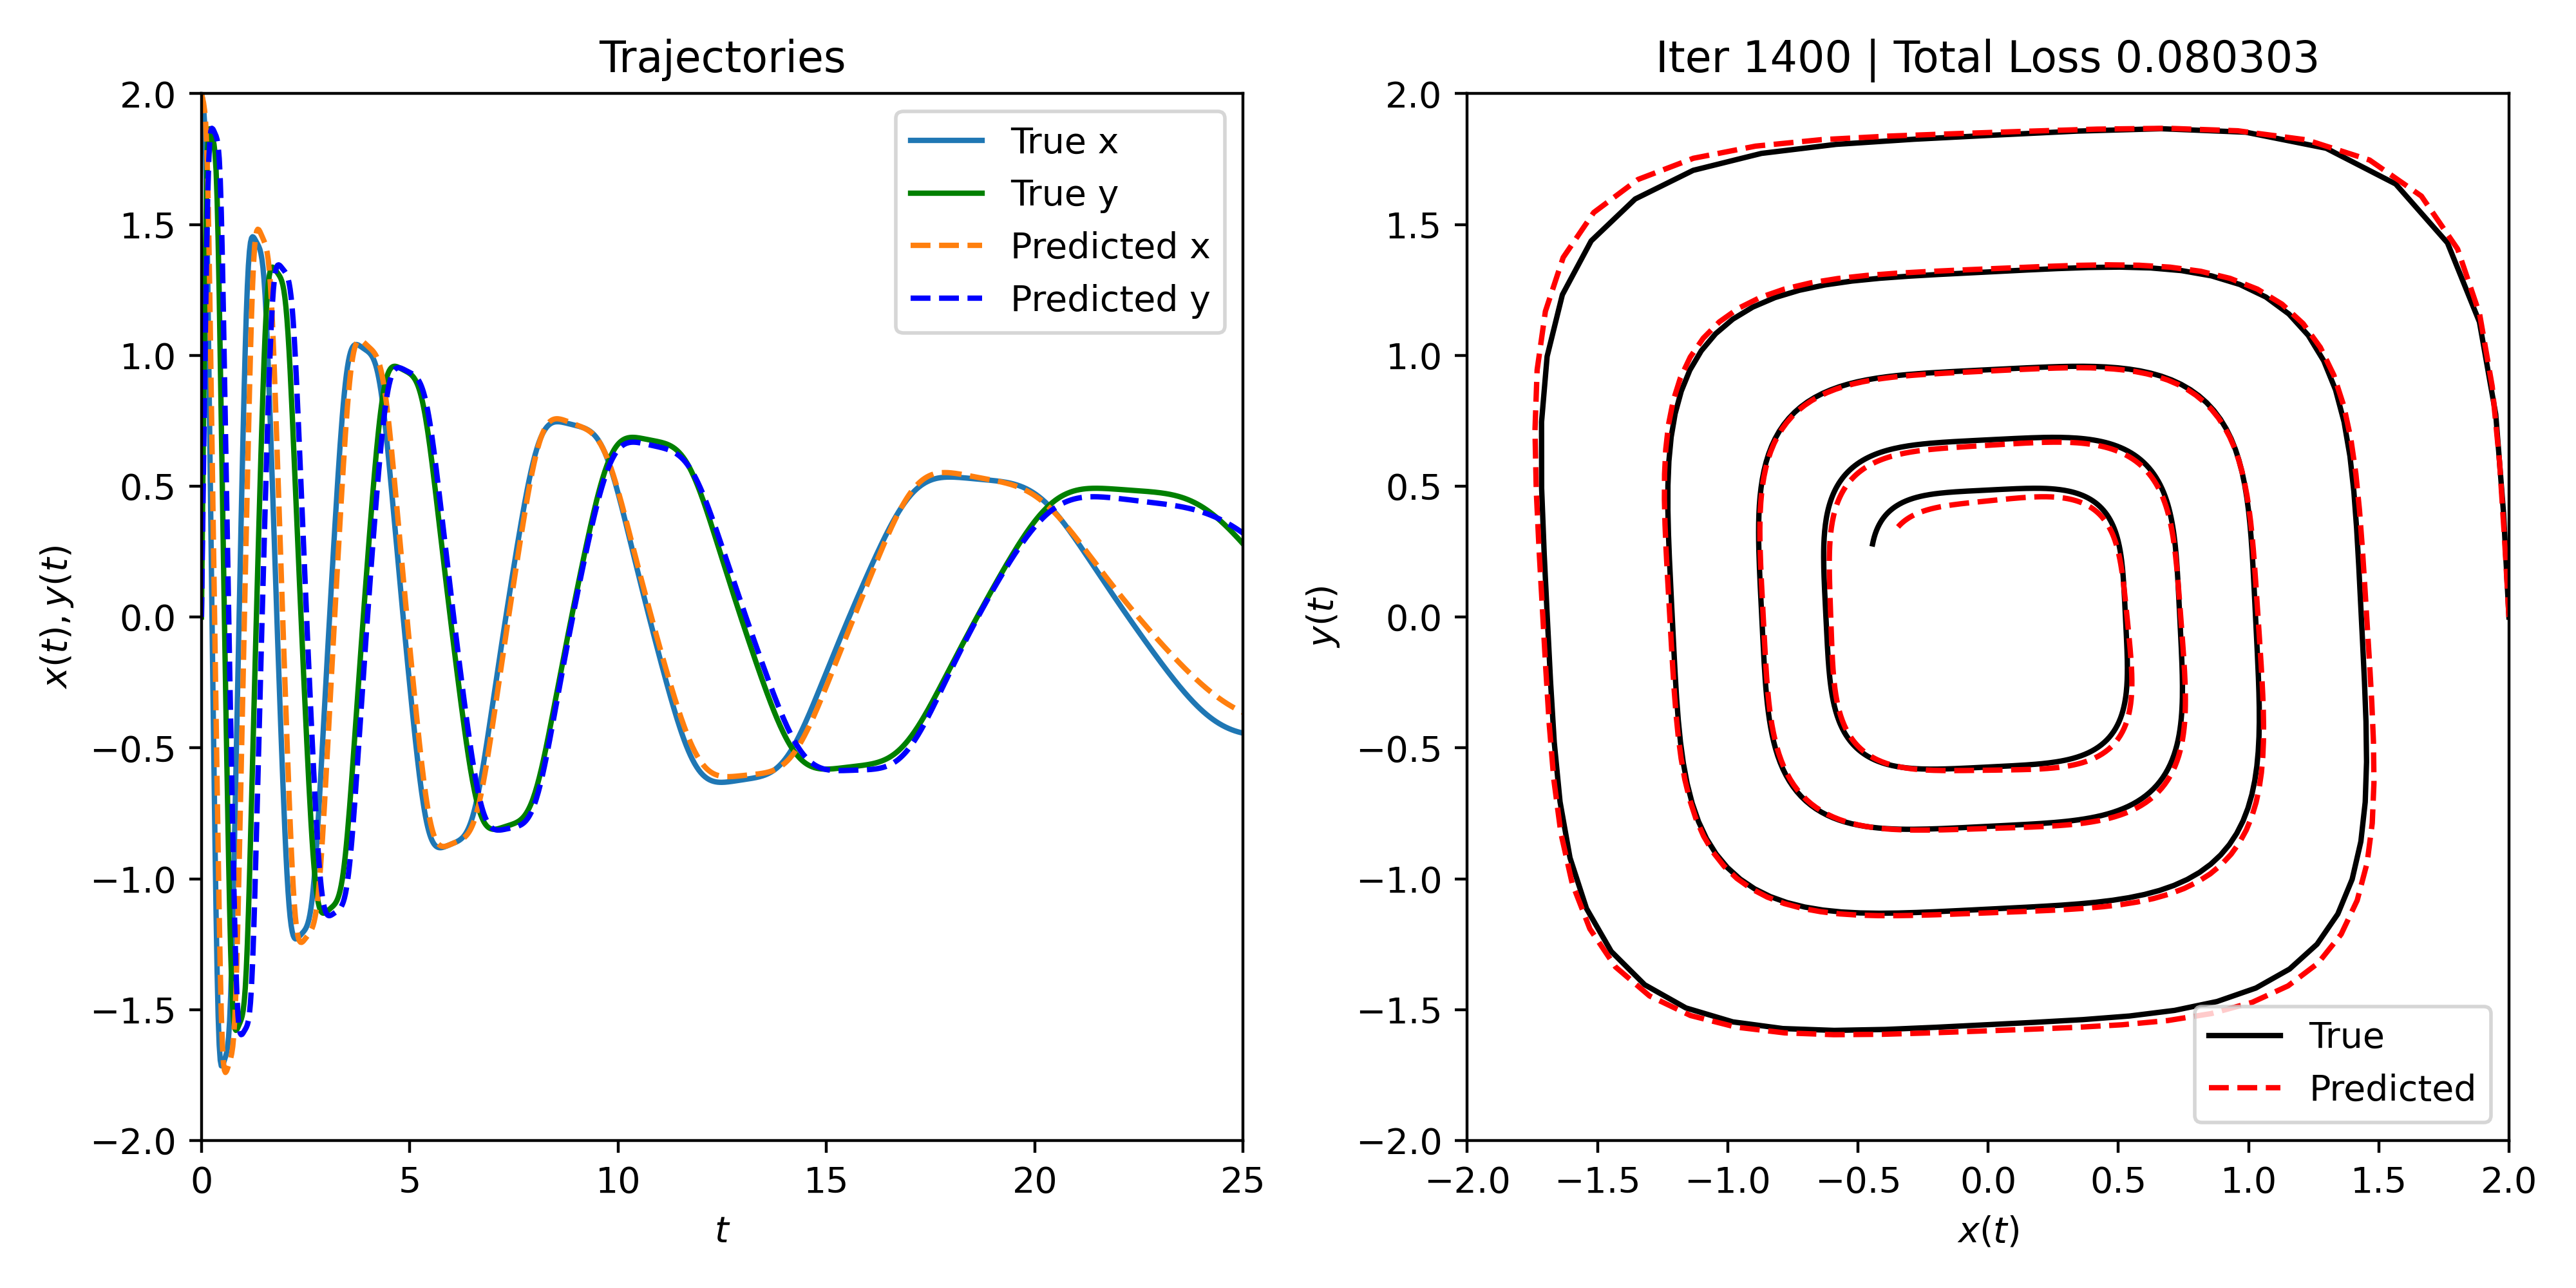 Trajectories
2.0
1.5
1.0
0.5
0.0
−0.5
−1.0
−1.5
−2.0
x(t), y(t)
0 5 10 15 20 25
t
True x
True y
Predicted x
Predicted y
Iter 1400 | Total Loss 0.080303
2.0
1.5
1.0
0.5
0.0
−0.5
−1.0
−1.5
−2.0
y(t)
−2.0 −1.5 −1.0 −0.5 0.0 0.5 1.0 1.5 2.0
x(t)
True
Predicted